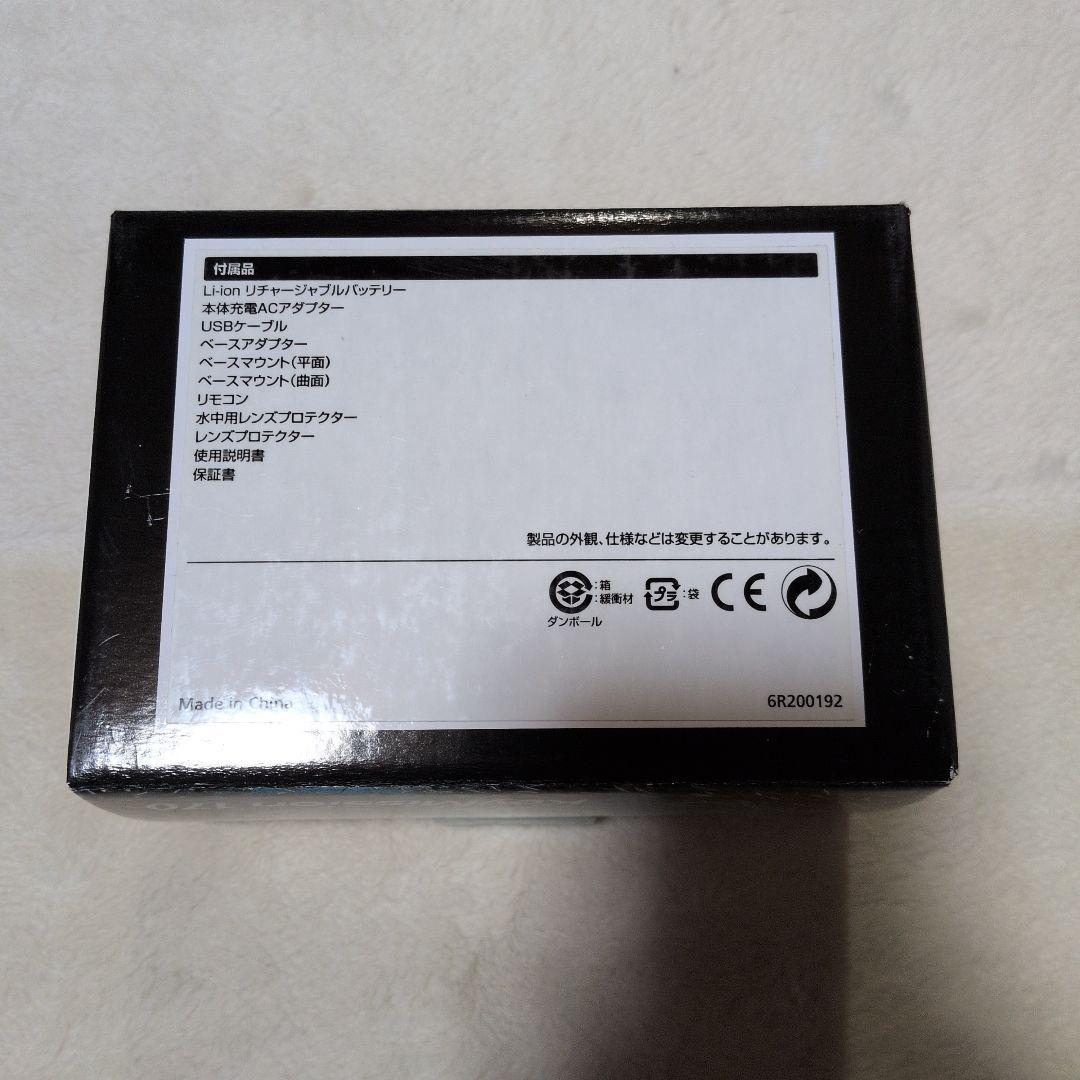 付属品
Li-ion リチャージャブルバッテリー
本体充電ACアダプター
USBケーブル
ベースアダプター
ベースマウント(平面)
ベースマウント(曲面)
リモコン
水中用レンズプロテクター
レンズプロテクター
使用説明書
保証書
製品の外観、仕様などは変更することがあります。
:箱
:緩衝材
プラ :袋
CE
ダンボール
Made in China
6R200192